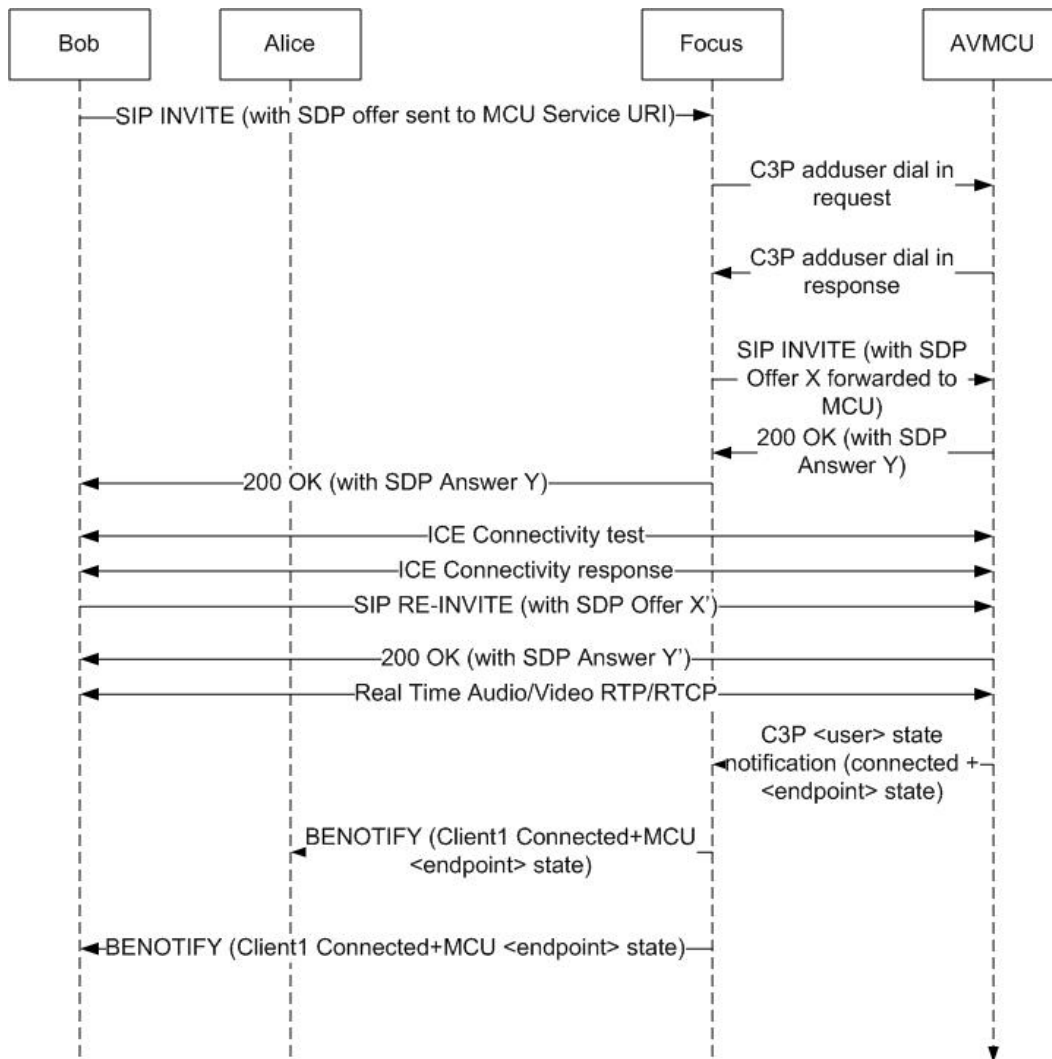 Bob
Alice
Focus
AVMCU
SIP INVITE (with SDP offer sent to MCU Service URI)
C3P adduser dial in
request
C3P adduser dial in
response
SIP INVITE (with SDP
Offer X forwarded to
MCU)
200 OK (with SDP
Answer Y)
200 OK (with SDP Answer Y)
ICE Connectivity test
ICE Connectivity response
SIP RE-INVITE (with SDP Offer X’)
200 OK (with SDP Answer Y’)
Real Time Audio/Video RTP/RTCP
C3P <user> state
notification (connected +
<endpoint> state)
BENOTIFY (Client1 Connected+MCU
<endpoint> state)
BENOTIFY (Client1 Connected+MCU <endpoint> state)